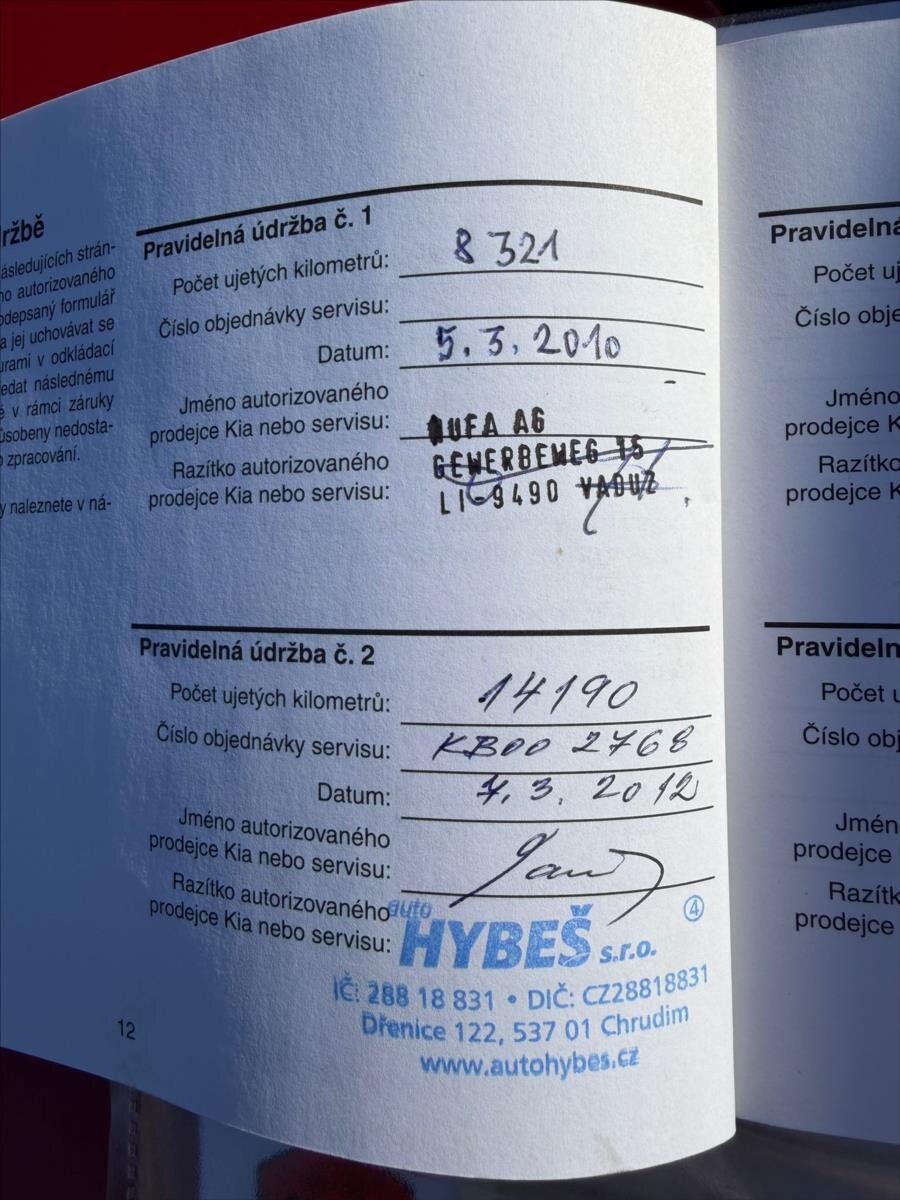 ržbě
ásledujících strán-
no autorizovaného
odepsaný formulář
a jej uchovávat se
urami v odkládací
edat následnému
é v rámci záruky
ůsobeny nedosta-
o zpracování.
y naleznete v ná-
Pravidelná údržba č. 1
Počet ujetých kilometrů: 8 321
Číslo objednávky servisu:
Datum: 5. 3. 2010
Jméno autorizovaného
prodejce Kia nebo servisu:
Razítko autorizovaného
prodejce Kia nebo servisu:
AUFA AG
GEWERBEWEG 15
LI-9490 VADUZ
Pravidelná údržba č. 2
Počet ujetých kilometrů: 14190
Číslo objednávky servisu: KB00 2768
Datum: 7. 3. 2012
Jméno autorizovaného
prodejce Kia nebo servisu:
Razítko autorizovaného
prodejce Kia nebo servisu:
auto
HYBEŠ s.r.o. 4
IČ: 288 18 831 • DIČ: CZ28818831
Dřenice 122, 537 01 Chrudim
www.autohybes.cz
12
Pravidelná
Počet uj
Číslo obje
Jméno
prodejce K
Razítko
prodejce K
Pravideln
Počet u
Číslo obj
Jmén
prodejce
Razítk
prodejce